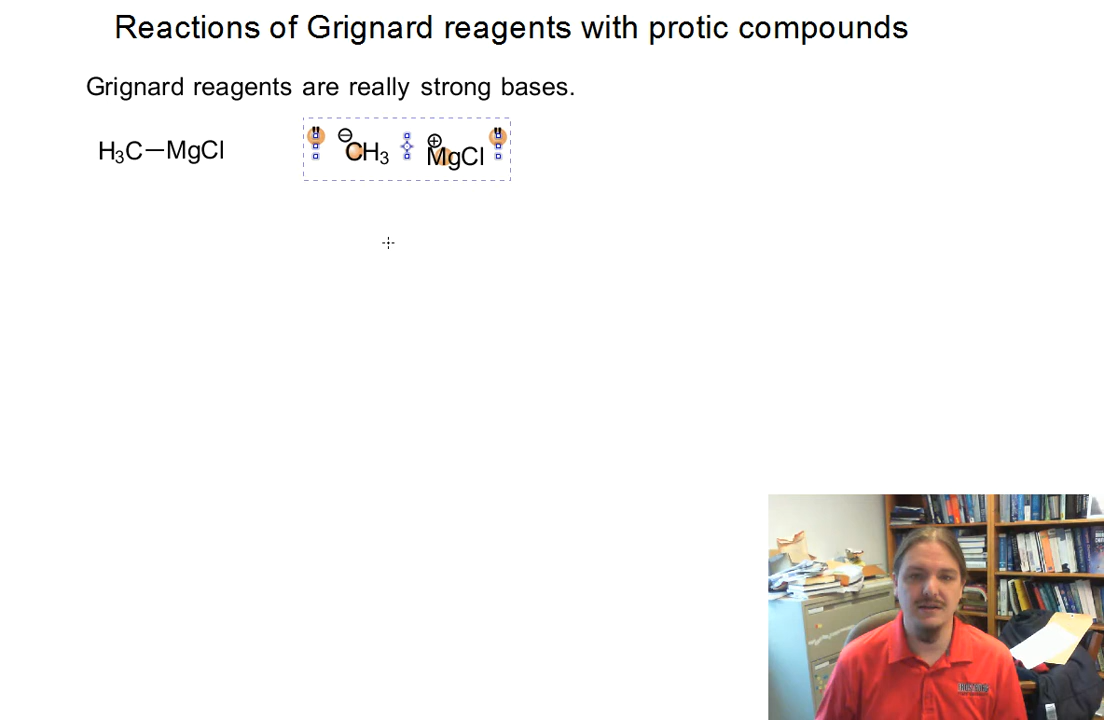 Reactions of Grignard reagents with protic compounds
Grignard reagents are really strong bases.
H₃C—MgCl ⊖CH₃ ⊕MgCl